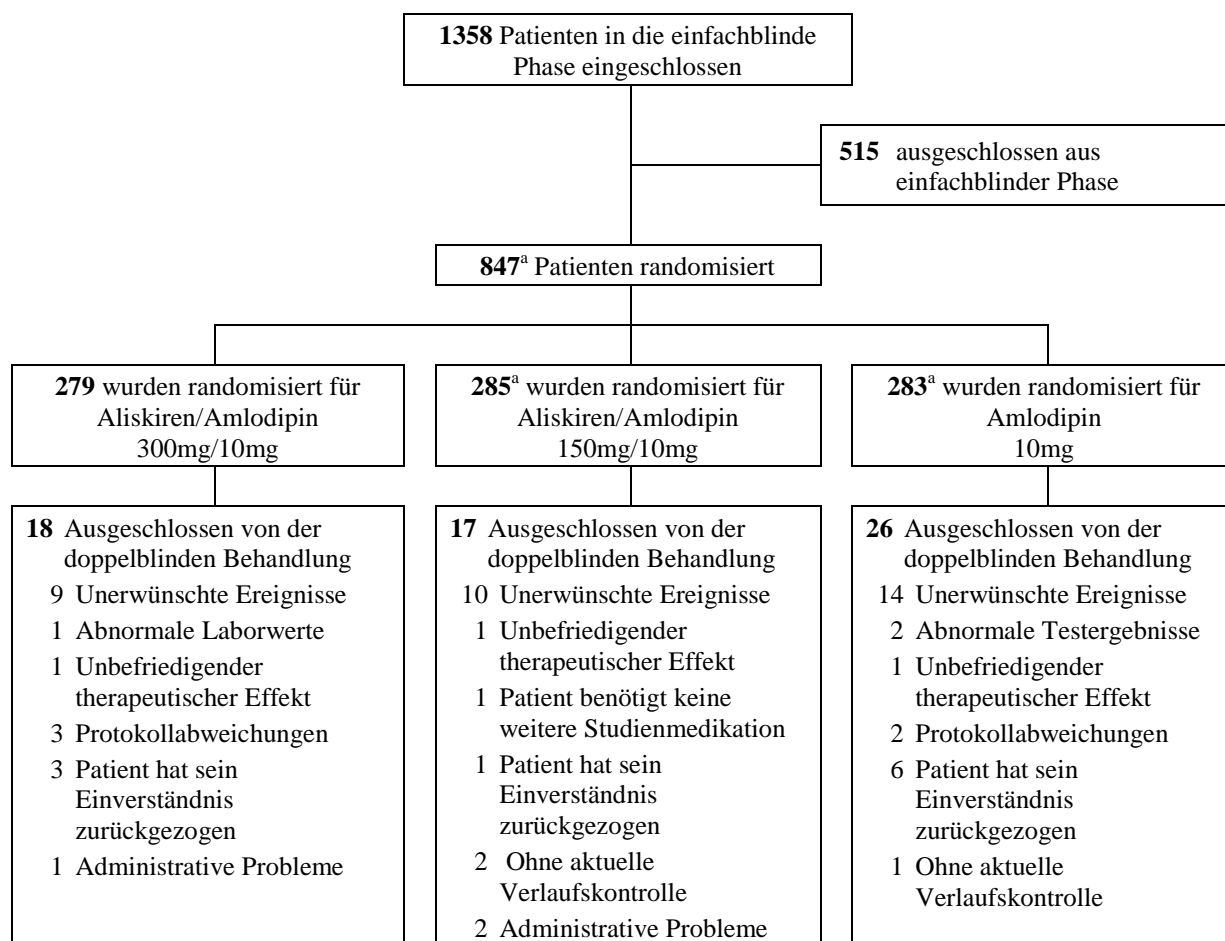 1358 Patienten in die einfachblinde
Phase eingeschlossen
515 ausgeschlossen aus
einfachblinder Phase
847ᵃ Patienten randomisiert
279 wurden randomisiert für
Aliskiren/Amlodipin
300mg/10mg
285ᵃ wurden randomisiert für
Aliskiren/Amlodipin
150mg/10mg
283ᵃ wurden randomisiert für
Amlodipin
10mg
18 Ausgeschlossen von der
doppelblinden Behandlung
9 Unerwünschte Ereignisse
1 Abnormale Laborwerte
1 Unbefriedigender
therapeutischer Effekt
3 Protokollabweichungen
3 Patient hat sein
Einverständnis
zurückgezogen
1 Administrative Probleme
17 Ausgeschlossen von der
doppelblinden Behandlung
10 Unerwünschte Ereignisse
1 Unbefriedigender
therapeutischer Effekt
1 Patient benötigt keine
weitere Studienmedikation
1 Patient hat sein
Einverständnis
zurückgezogen
2 Ohne aktuelle
Verlaufskontrolle
2 Administrative Probleme
26 Ausgeschlossen von der
doppelblinden Behandlung
14 Unerwünschte Ereignisse
2 Abnormale Testergebnisse
1 Unbefriedigender
therapeutischer Effekt
2 Protokollabweichungen
6 Patient hat sein
Einverständnis
zurückgezogen
1 Ohne aktuelle
Verlaufskontrolle